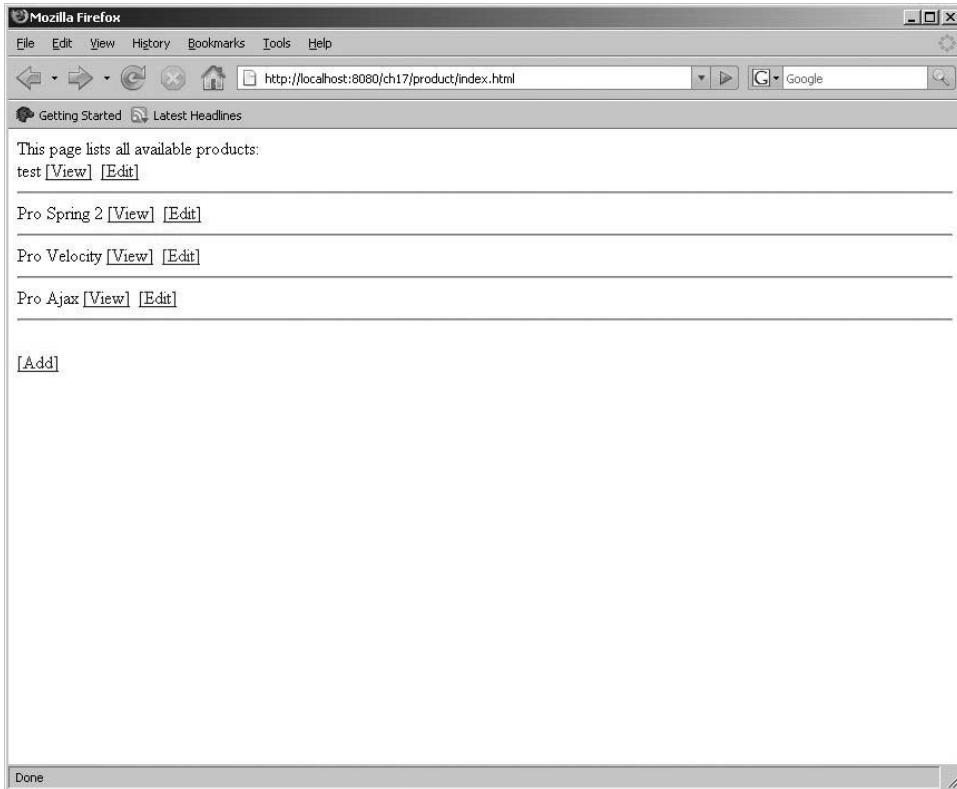 Mozilla Firefox
File Edit View History Bookmarks Tools Help
http://localhost:8080/ch17/product/index.html
G Google
Getting Started Latest Headlines
This page lists all available products:
test [View] [Edit]
Pro Spring 2 [View] [Edit]
Pro Velocity [View] [Edit]
Pro Ajax [View] [Edit]
[Add]
Done